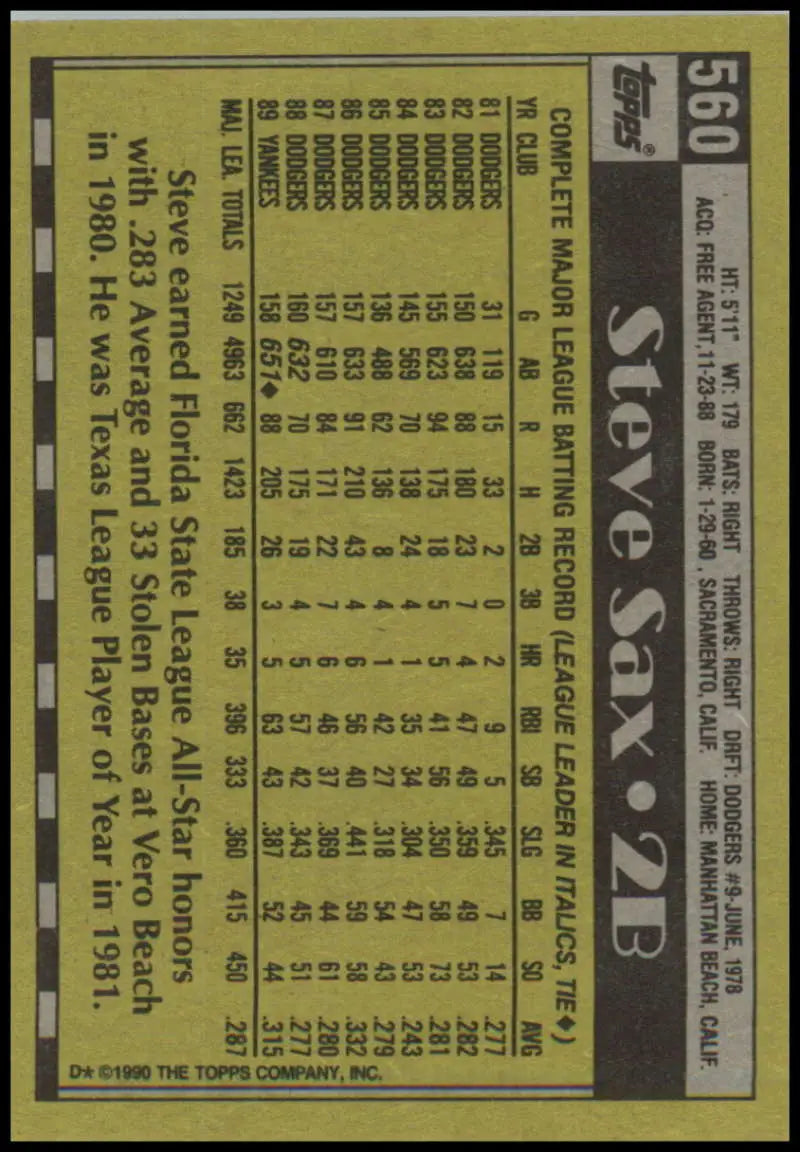 560
HT: 5'11" WT: 179 BATS: RIGHT THROWS: RIGHT DRFT: DODGERS #9-JUNE, 1978
ACQ: FREE AGENT,11-23-88 BORN: 1-29-60, SACRAMENTO, CALIF. HOME: MANHATTAN BEACH, CALIF.
TOPPS®
Steve Sax • 2B
COMPLETE MAJOR LEAGUE BATTING RECORD (LEAGUE LEADER IN ITALICS, TIE◆)
YR CLUB G AB R H 2B 3B HR RBI SB SLG BB SO AVG
81 DODGERS 31 119 15 33 2 0 2 9 5 .345 7 14 .277
82 DODGERS 150 638 88 180 23 7 4 47 49 .359 49 53 .282
83 DODGERS 155 623 94 175 18 5 5 41 56 .350 58 73 .281
84 DODGERS 145 569 70 138 24 4 1 35 34 .304 47 53 .243
85 DODGERS 136 488 62 136 8 4 1 42 27 .318 54 43 .279
86 DODGERS 157 633 91 210 43 4 6 56 40 .441 59 58 .332
87 DODGERS 157 610 84 171 22 7 6 46 37 .369 44 61 .280
88 DODGERS 160 632 70 175 19 4 5 57 42 .343 45 51 .277
89 YANKEES 158 651◆ 88 205 26 3 5 63 43 .387 52 44 .315
MAJ. LEA. TOTALS 1249 4963 662 1423 185 38 35 396 333 .360 415 450 .287
Steve earned Florida State League All-Star honors
with .283 Average and 33 Stolen Bases at Vero Beach
in 1980. He was Texas League Player of Year in 1981.
D★ ©1990 THE TOPPS COMPANY, INC.